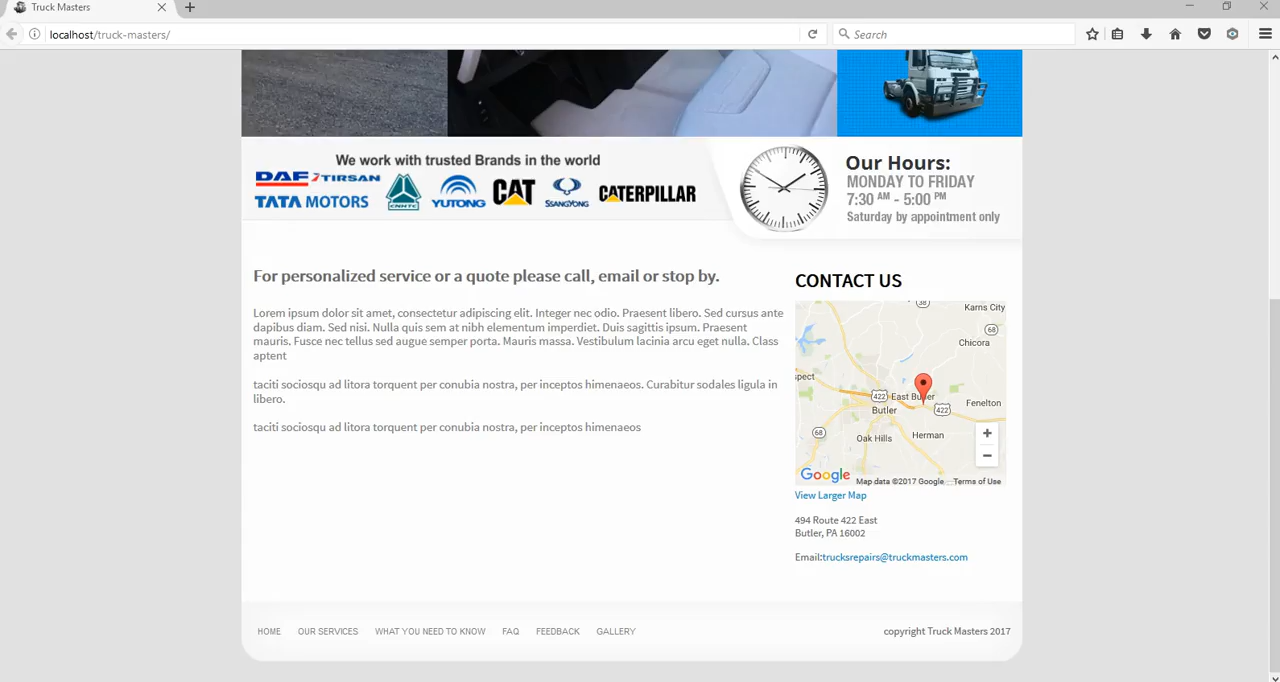 Truck Masters
localhost/truck-masters/
Search
We work with trusted Brands in the world
DAF TIRSAN
TATA MOTORS CNHTC YUTONG CAT SSANGYONG CATERPILLAR
Our Hours:
MONDAY TO FRIDAY
7:30 AM - 5:00 PM
Saturday by appointment only
For personalized service or a quote please call, email or stop by.
Lorem ipsum dolor sit amet, consectetur adipiscing elit. Integer nec odio. Praesent libero. Sed cursus ante
dapibus diam. Sed nisi. Nulla quis sem at nibh elementum imperdiet. Duis sagittis ipsum. Praesent
mauris. Fusce nec tellus sed augue semper porta. Mauris massa. Vestibulum lacinia arcu eget nulla. Class
aptent
taciti sociosqu ad litora torquent per conubia nostra, per inceptos himenaeos. Curabitur sodales ligula in
libero.
taciti sociosqu ad litora torquent per conubia nostra, per inceptos himenaeos
CONTACT US
38
Karns City
68
Chicora
spect
422
East Butler
Butler
422
Fenelton
68
Oak Hills
Herman
Google
Map data ©2017 Google
Terms of Use
View Larger Map
494 Route 422 East
Butler, PA 16002
Email:trucksrepairs@truckmasters.com
HOME OUR SERVICES WHAT YOU NEED TO KNOW FAQ FEEDBACK GALLERY
copyright Truck Masters 2017